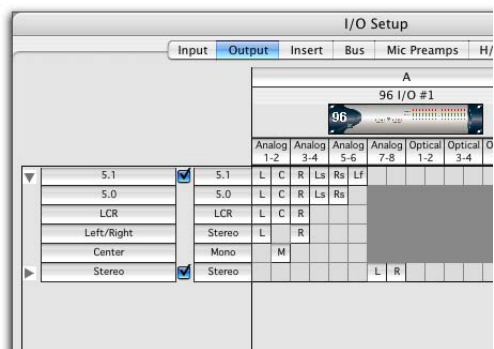 I/O Setup
Input Output Insert Bus Mic Preamps H/
A
96 I/O #1
96
Analog Analog Analog Analog Optical Optical O
1-2 3-4 5-6 7-8 1-2 3-4
5.1 5.1 L C R Ls Rs Lf
5.0 5.0 L C R Ls Rs
LCR LCR L C R
Left/Right Stereo L R
Center Mono M
Stereo Stereo L R